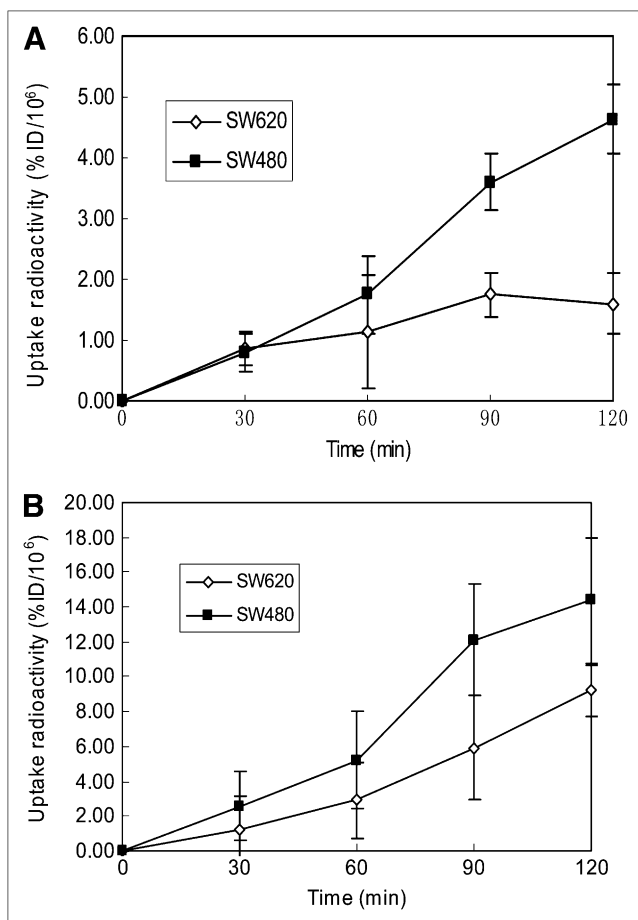 A
Uptake radioactivity (%ID/10⁶)
6.00
5.00
4.00
3.00
2.00
1.00
0.00
SW620
SW480
0 30 60 90 120
Time (min)
B
Uptake radioactivity (%ID/10⁶)
20.00
18.00
16.00
14.00
12.00
10.00
8.00
6.00
4.00
2.00
0.00
SW620
SW480
0 30 60 90 120
Time (min)